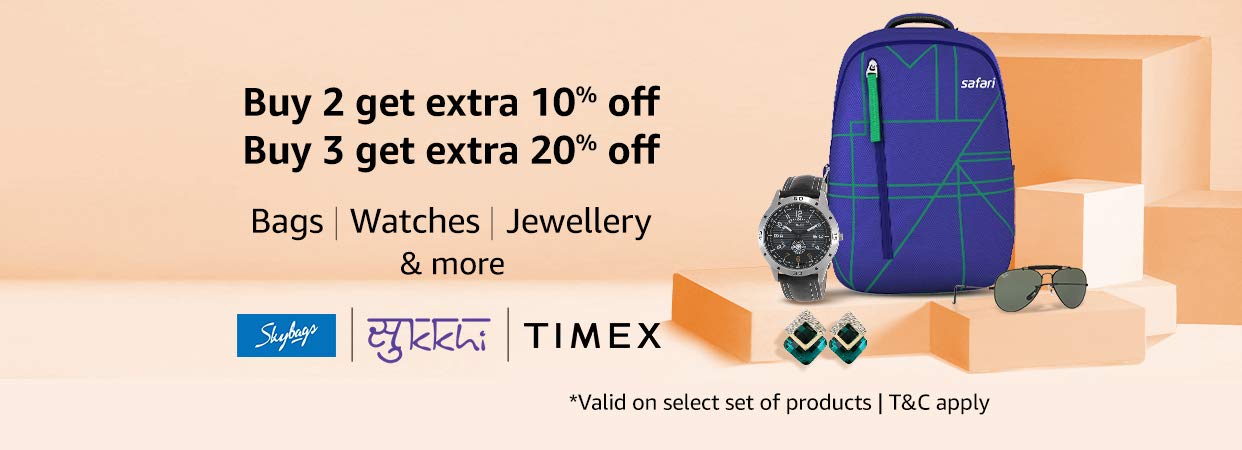 Buy 2 get extra 10% off
Buy 3 get extra 20% off
Bags | Watches | Jewellery
& more
Skybags | सुkkhi | TIMEX
safari
*Valid on select set of products | T&C apply